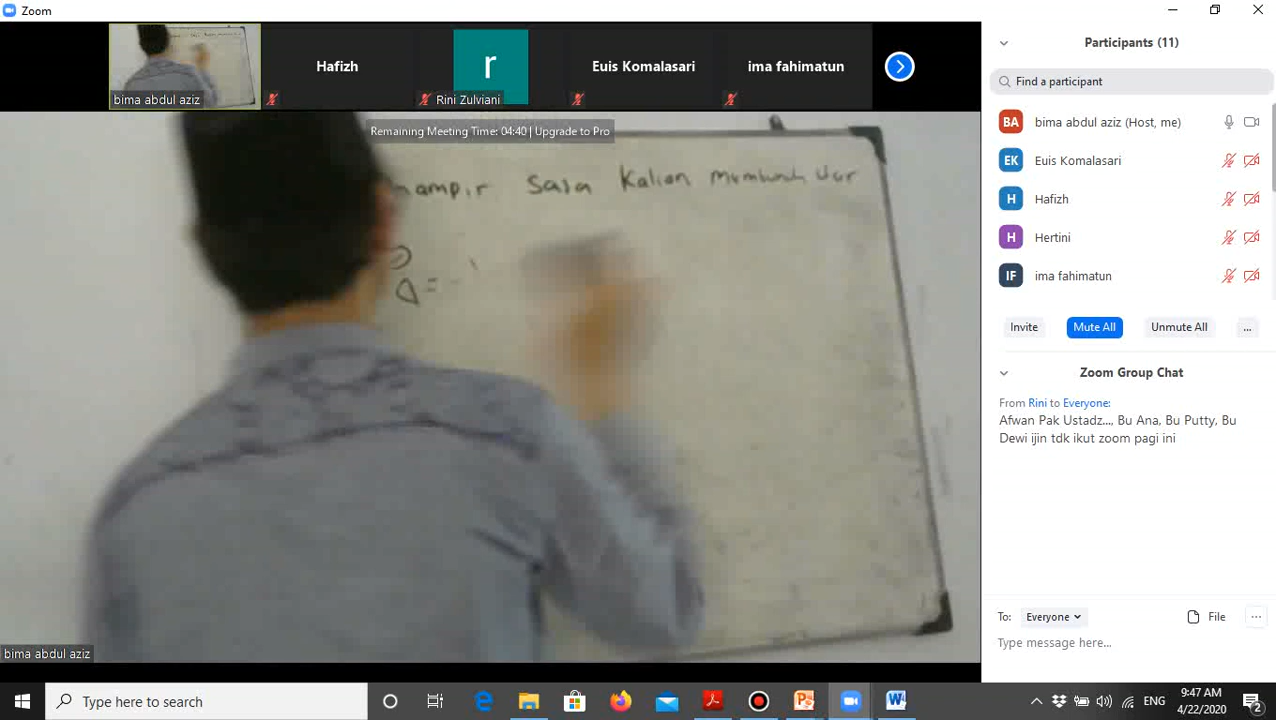 Zoom
bima abdul aziz
Hafizh
r
Rini Zulviani
Euis Komalasari
ima fahimatun
Remaining Meeting Time: 04:40 | Upgrade to Pro
sasa Kalian
bima abdul aziz
Participants (11)
Find a participant
BA bima abdul aziz (Host, me)
EK Euis Komalasari
H Hafizh
H Hertini
IF ima fahimatun
Invite Mute All Unmute All ...
Zoom Group Chat
From Rini to Everyone:
Afwan Pak Ustadz..., Bu Ana, Bu Putty, Bu
Dewi ijin tdk ikut zoom pagi ini
To: Everyone File ...
Type message here...
Type here to search
ENG
9:47 AM
4/22/2020
2